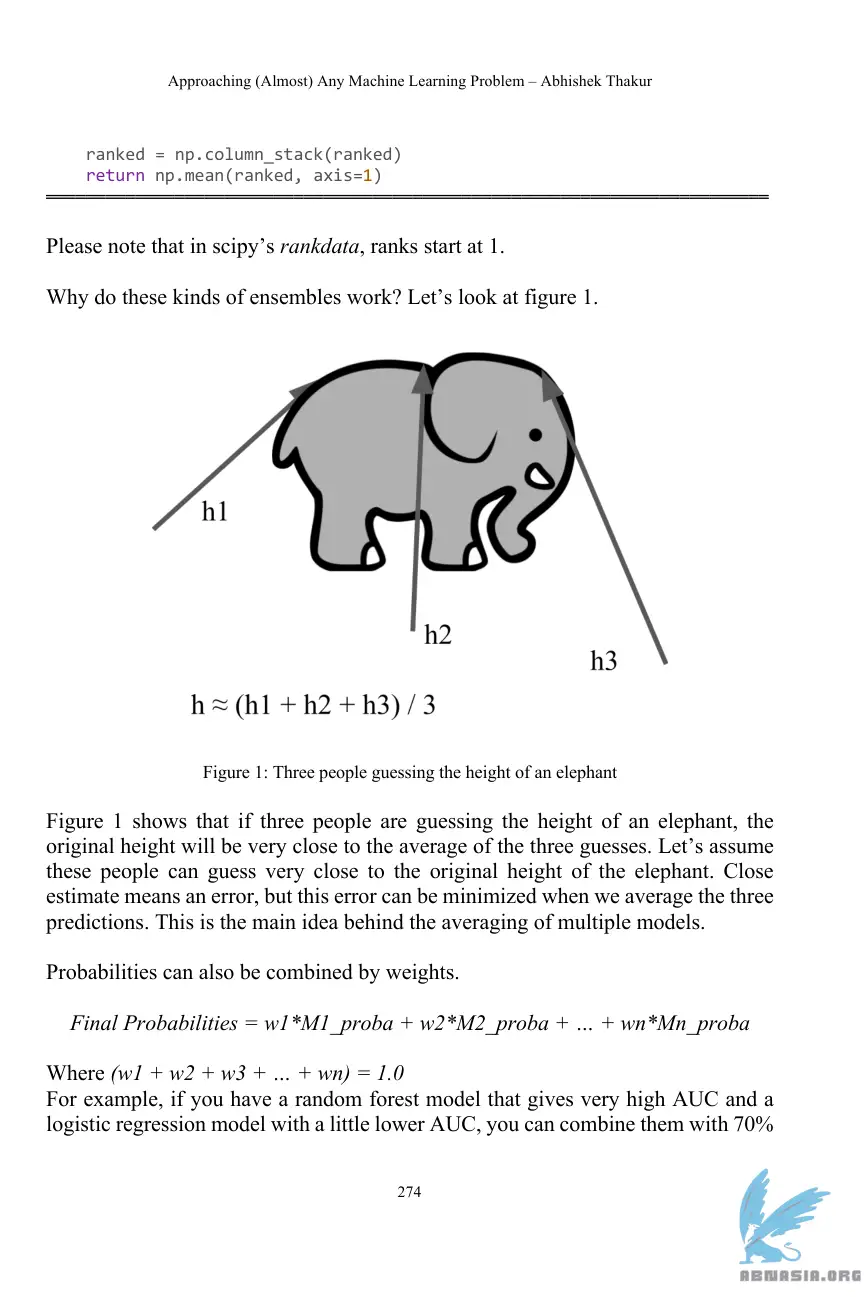 Approaching (Almost) Any Machine Learning Problem – Abhishek Thakur
ranked = np.column_stack(ranked)
return np.mean(ranked, axis=1)
Please note that in scipy’s rankdata, ranks start at 1.
Why do these kinds of ensembles work? Let’s look at figure 1.
h1
h2
h3
h ≈ (h1 + h2 + h3) / 3
Figure 1: Three people guessing the height of an elephant
Figure 1 shows that if three people are guessing the height of an elephant, the
original height will be very close to the average of the three guesses. Let’s assume
these people can guess very close to the original height of the elephant. Close
estimate means an error, but this error can be minimized when we average the three
predictions. This is the main idea behind the averaging of multiple models.
Probabilities can also be combined by weights.
Final Probabilities = w1*M1_proba + w2*M2_proba + … + wn*Mn_proba
Where (w1 + w2 + w3 + … + wn) = 1.0
For example, if you have a random forest model that gives very high AUC and a
logistic regression model with a little lower AUC, you can combine them with 70%
274
ABNASIA.ORG